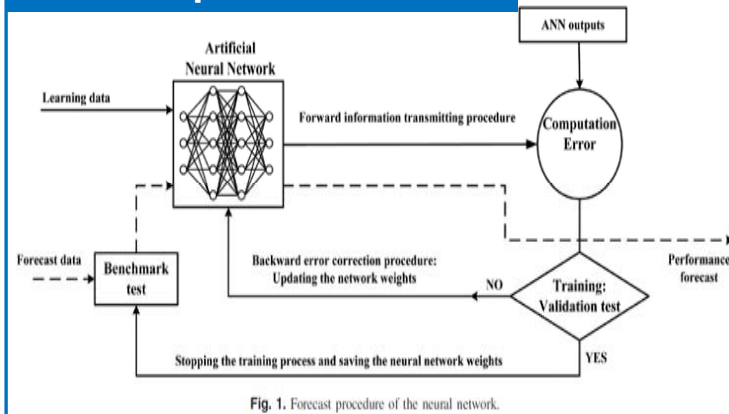 ANN outputs
Artificial
Neural Network
Learning data
Forward information transmitting procedure
Computation
Error
Forecast data
Benchmark
test
Backward error correction procedure:
Updating the network weights
NO
Training:
Validation test
Performance
forecast
YES
Stopping the training process and saving the neural network weights
Fig. 1. Forecast procedure of the neural network.